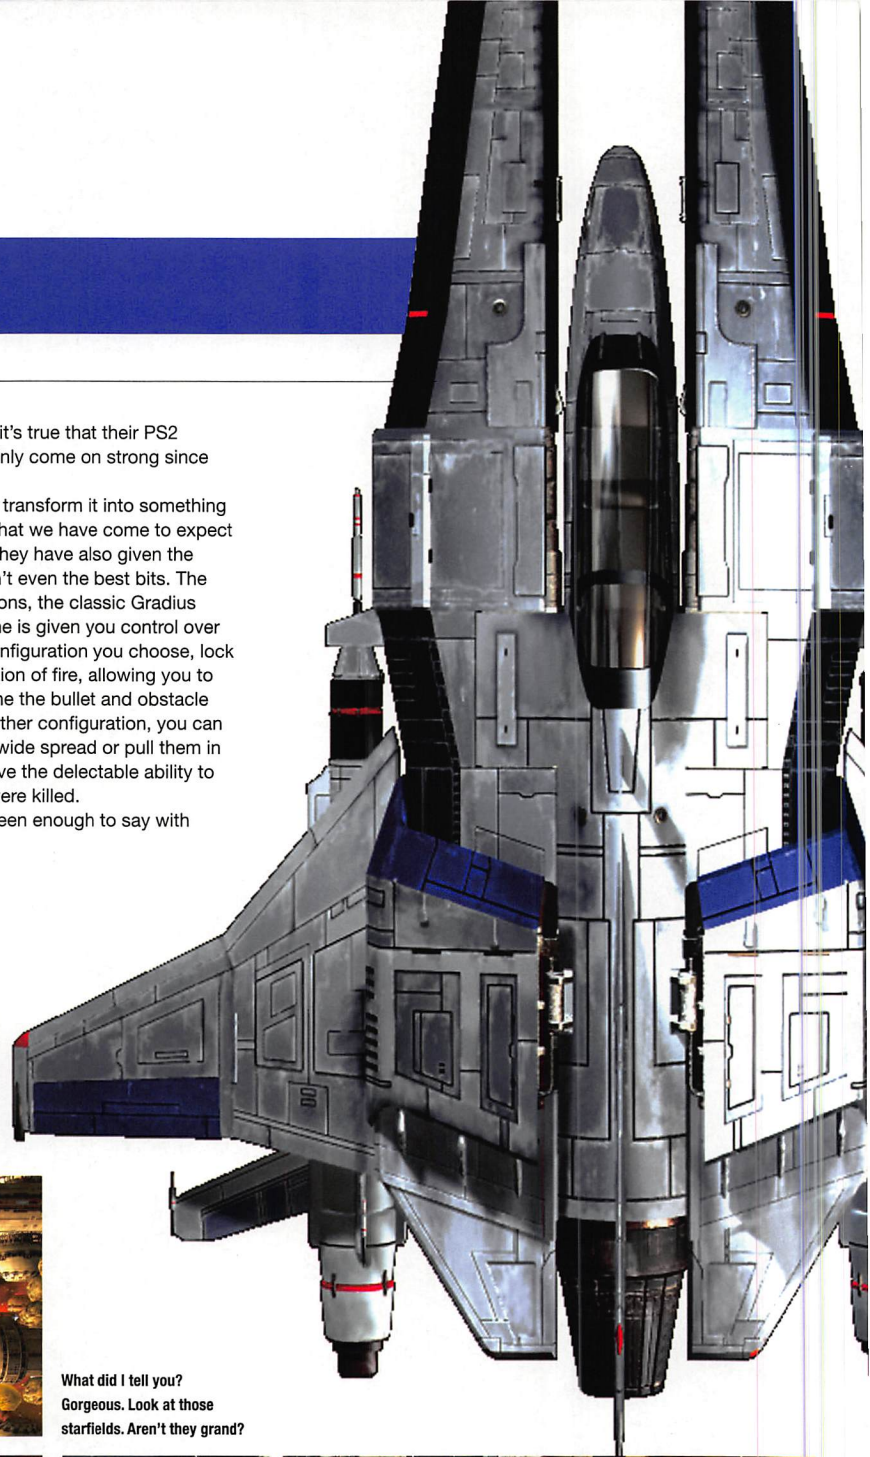 it's true that their PS2
nly come on strong since
transform it into something
hat we have come to expect
hey have also given the
't even the best bits. The
ons, the classic Gradius
ne is given you control over
nfiguration you choose, lock
tion of fire, allowing you to
ne the bullet and obstacle
ther configuration, you can
wide spread or pull them in
ve the delectable ability to
vere killed.
een enough to say with
What did I tell you?
Gorgeous. Look at those
starfields. Aren't they grand?